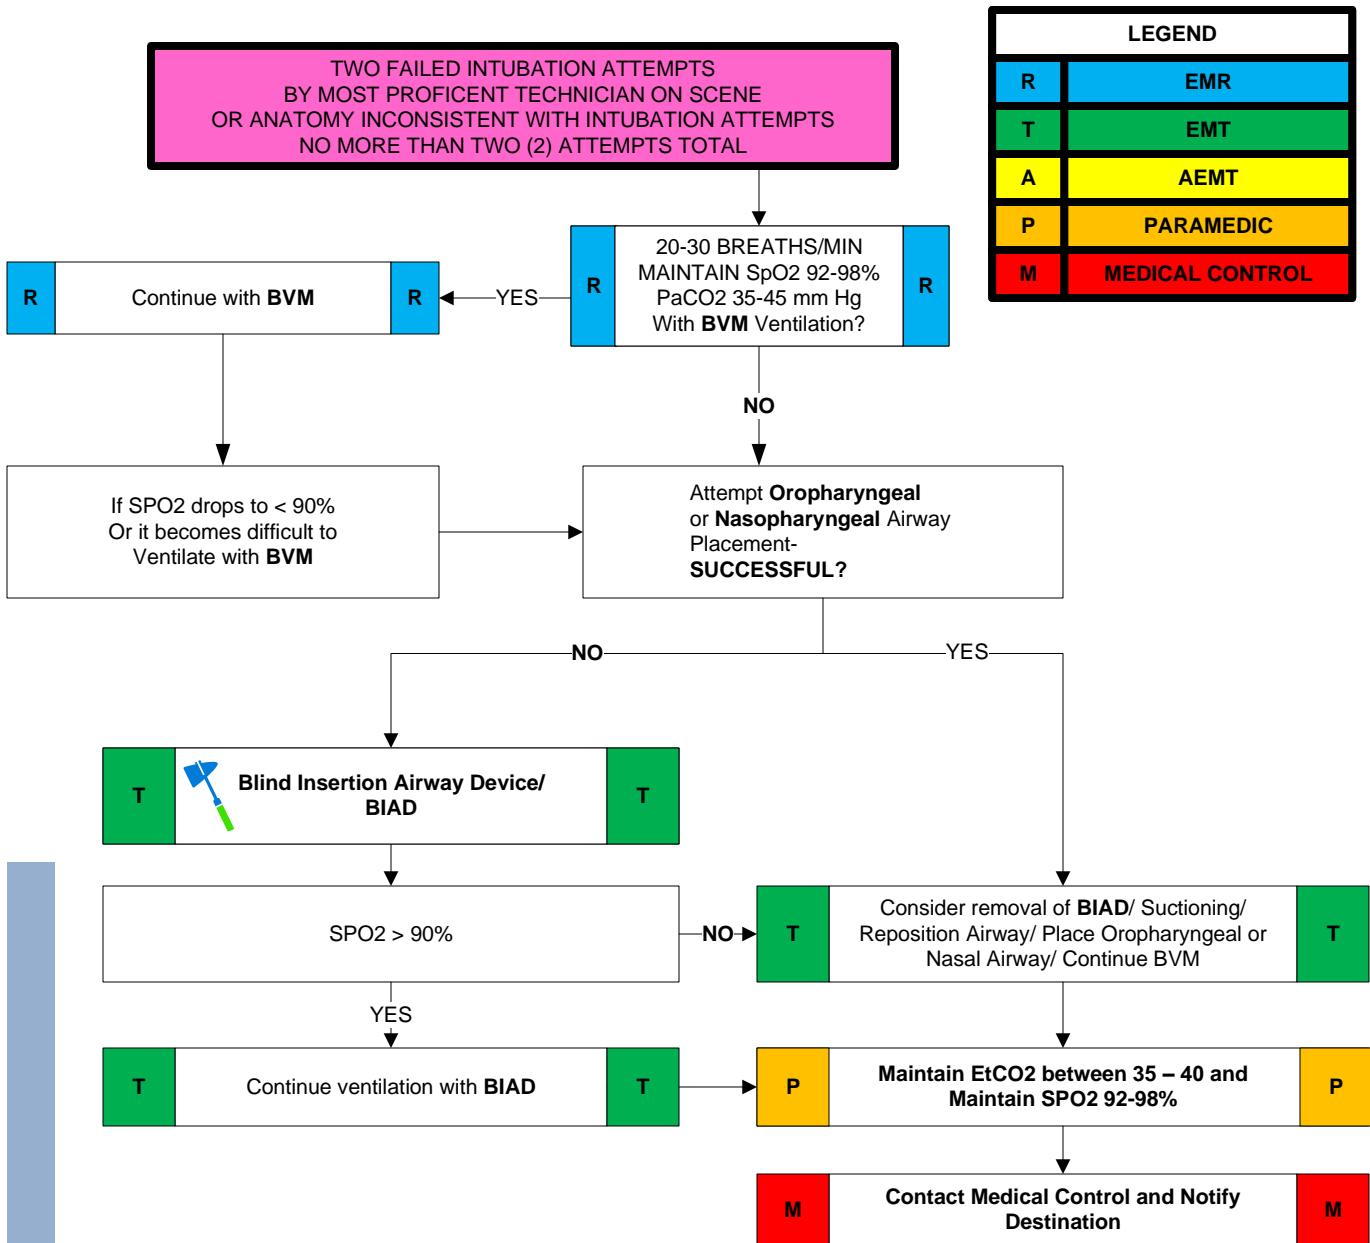 TWO FAILED INTUBATION ATTEMPTS
BY MOST PROFICENT TECHNICIAN ON SCENE
OR ANATOMY INCONSISTENT WITH INTUBATION ATTEMPTS
NO MORE THAN TWO (2) ATTEMPTS TOTAL
LEGEND
R EMR
T EMT
A AEMT
P PARAMEDIC
M MEDICAL CONTROL
R
20-30 BREATHS/MIN
MAINTAIN SpO2 92-98%
PaCO2 35-45 mm Hg
With BVM Ventilation?
R
YES
R Continue with BVM R
NO
If SPO2 drops to < 90%
Or it becomes difficult to
Ventilate with BVM
Attempt Oropharyngeal
or Nasopharyngeal Airway
Placement-
SUCCESSFUL?
NO
YES
T
Blind Insertion Airway Device/
BIAD
T
SPO2 > 90%
NO
T
Consider removal of BIAD/ Suctioning/
Reposition Airway/ Place Oropharyngeal or
Nasal Airway/ Continue BVM
T
YES
T Continue ventilation with BIAD T
P
Maintain EtCO2 between 35 – 40 and
Maintain SPO2 92-98%
P
M
Contact Medical Control and Notify
Destination
M